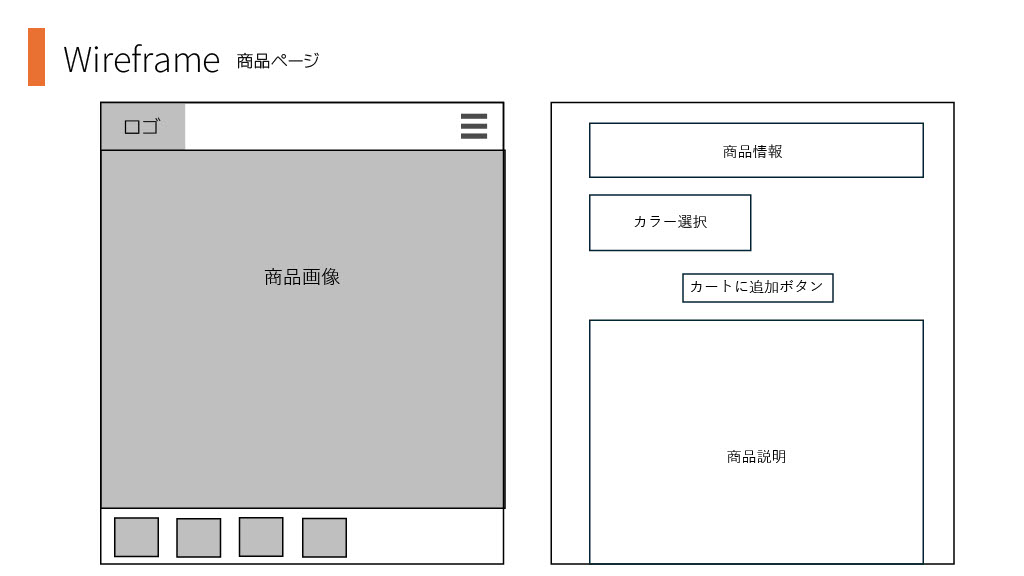 Wireframe 商品ページ
ロゴ
商品画像
商品情報
カラー選択
カートに追加ボタン
商品説明